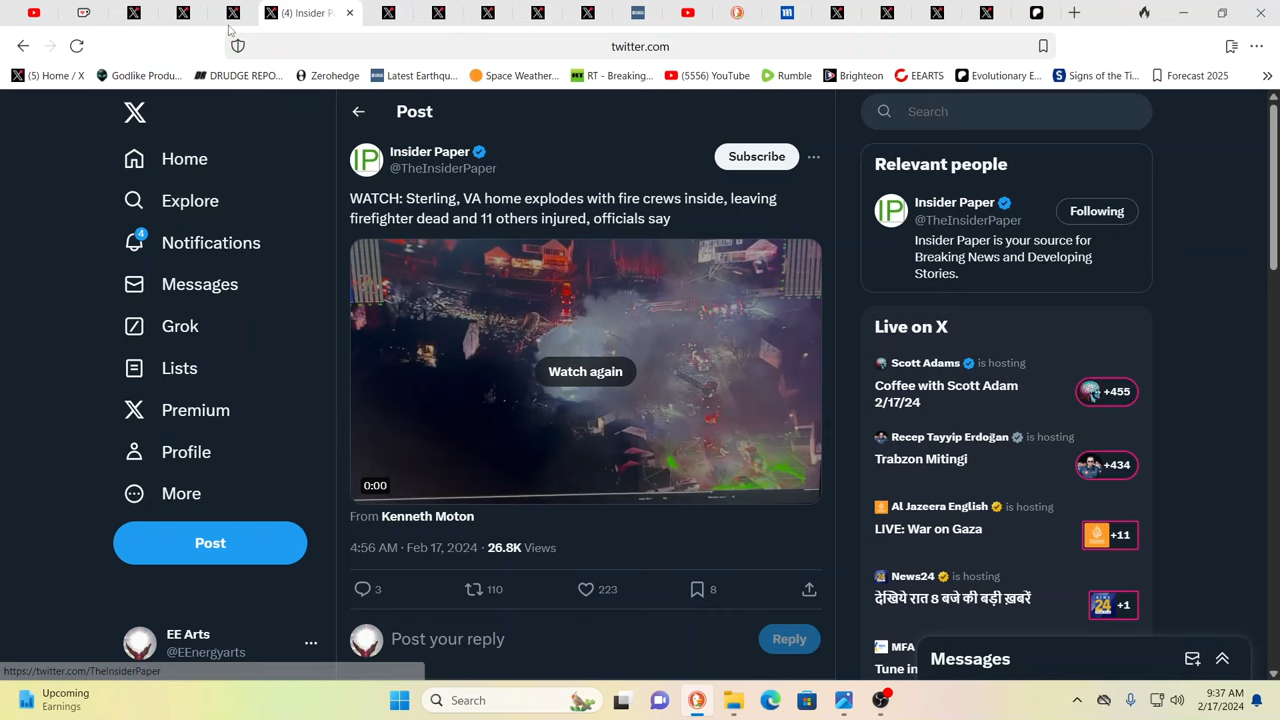 (4) Insider P
twitter.com
(5) Home / X
Godlike Produ...
DRUDGE REPO...
Zerohedge
Latest Earthqu...
Space Weather...
RT - Breaking...
(5556) YouTube
Rumble
Brighteon
EEARTS
Evolutionary E...
Signs of the Ti...
Forecast 2025
Post
Search
Home
Explore
4
Notifications
Messages
Grok
Lists
Premium
Profile
More
Post
EE Arts
@EEnergyarts
https://twitter.com/TheInsiderPaper
Insider Paper
@TheInsiderPaper
Subscribe
WATCH: Sterling, VA home explodes with fire crews inside, leaving
firefighter dead and 11 others injured, officials say
Watch again
0:00
From Kenneth Moton
4:56 AM · Feb 17, 2024 · 26.8K Views
3
110
223
8
Post your reply
Reply
Relevant people
Insider Paper
@TheInsiderPaper
Following
Insider Paper is your source for
Breaking News and Developing
Stories.
Live on X
Scott Adams is hosting
Coffee with Scott Adam
2/17/24
+455
Recep Tayyip Erdoğan is hosting
Trabzon Mitingi
+434
Al Jazeera English is hosting
LIVE: War on Gaza
+11
News24 is hosting
देखिये रात 8 बजे की बड़ी ख़बरें
+1
MFA
Tune in
Messages
Upcoming
Earnings
Search
9:37 AM
2/17/2024